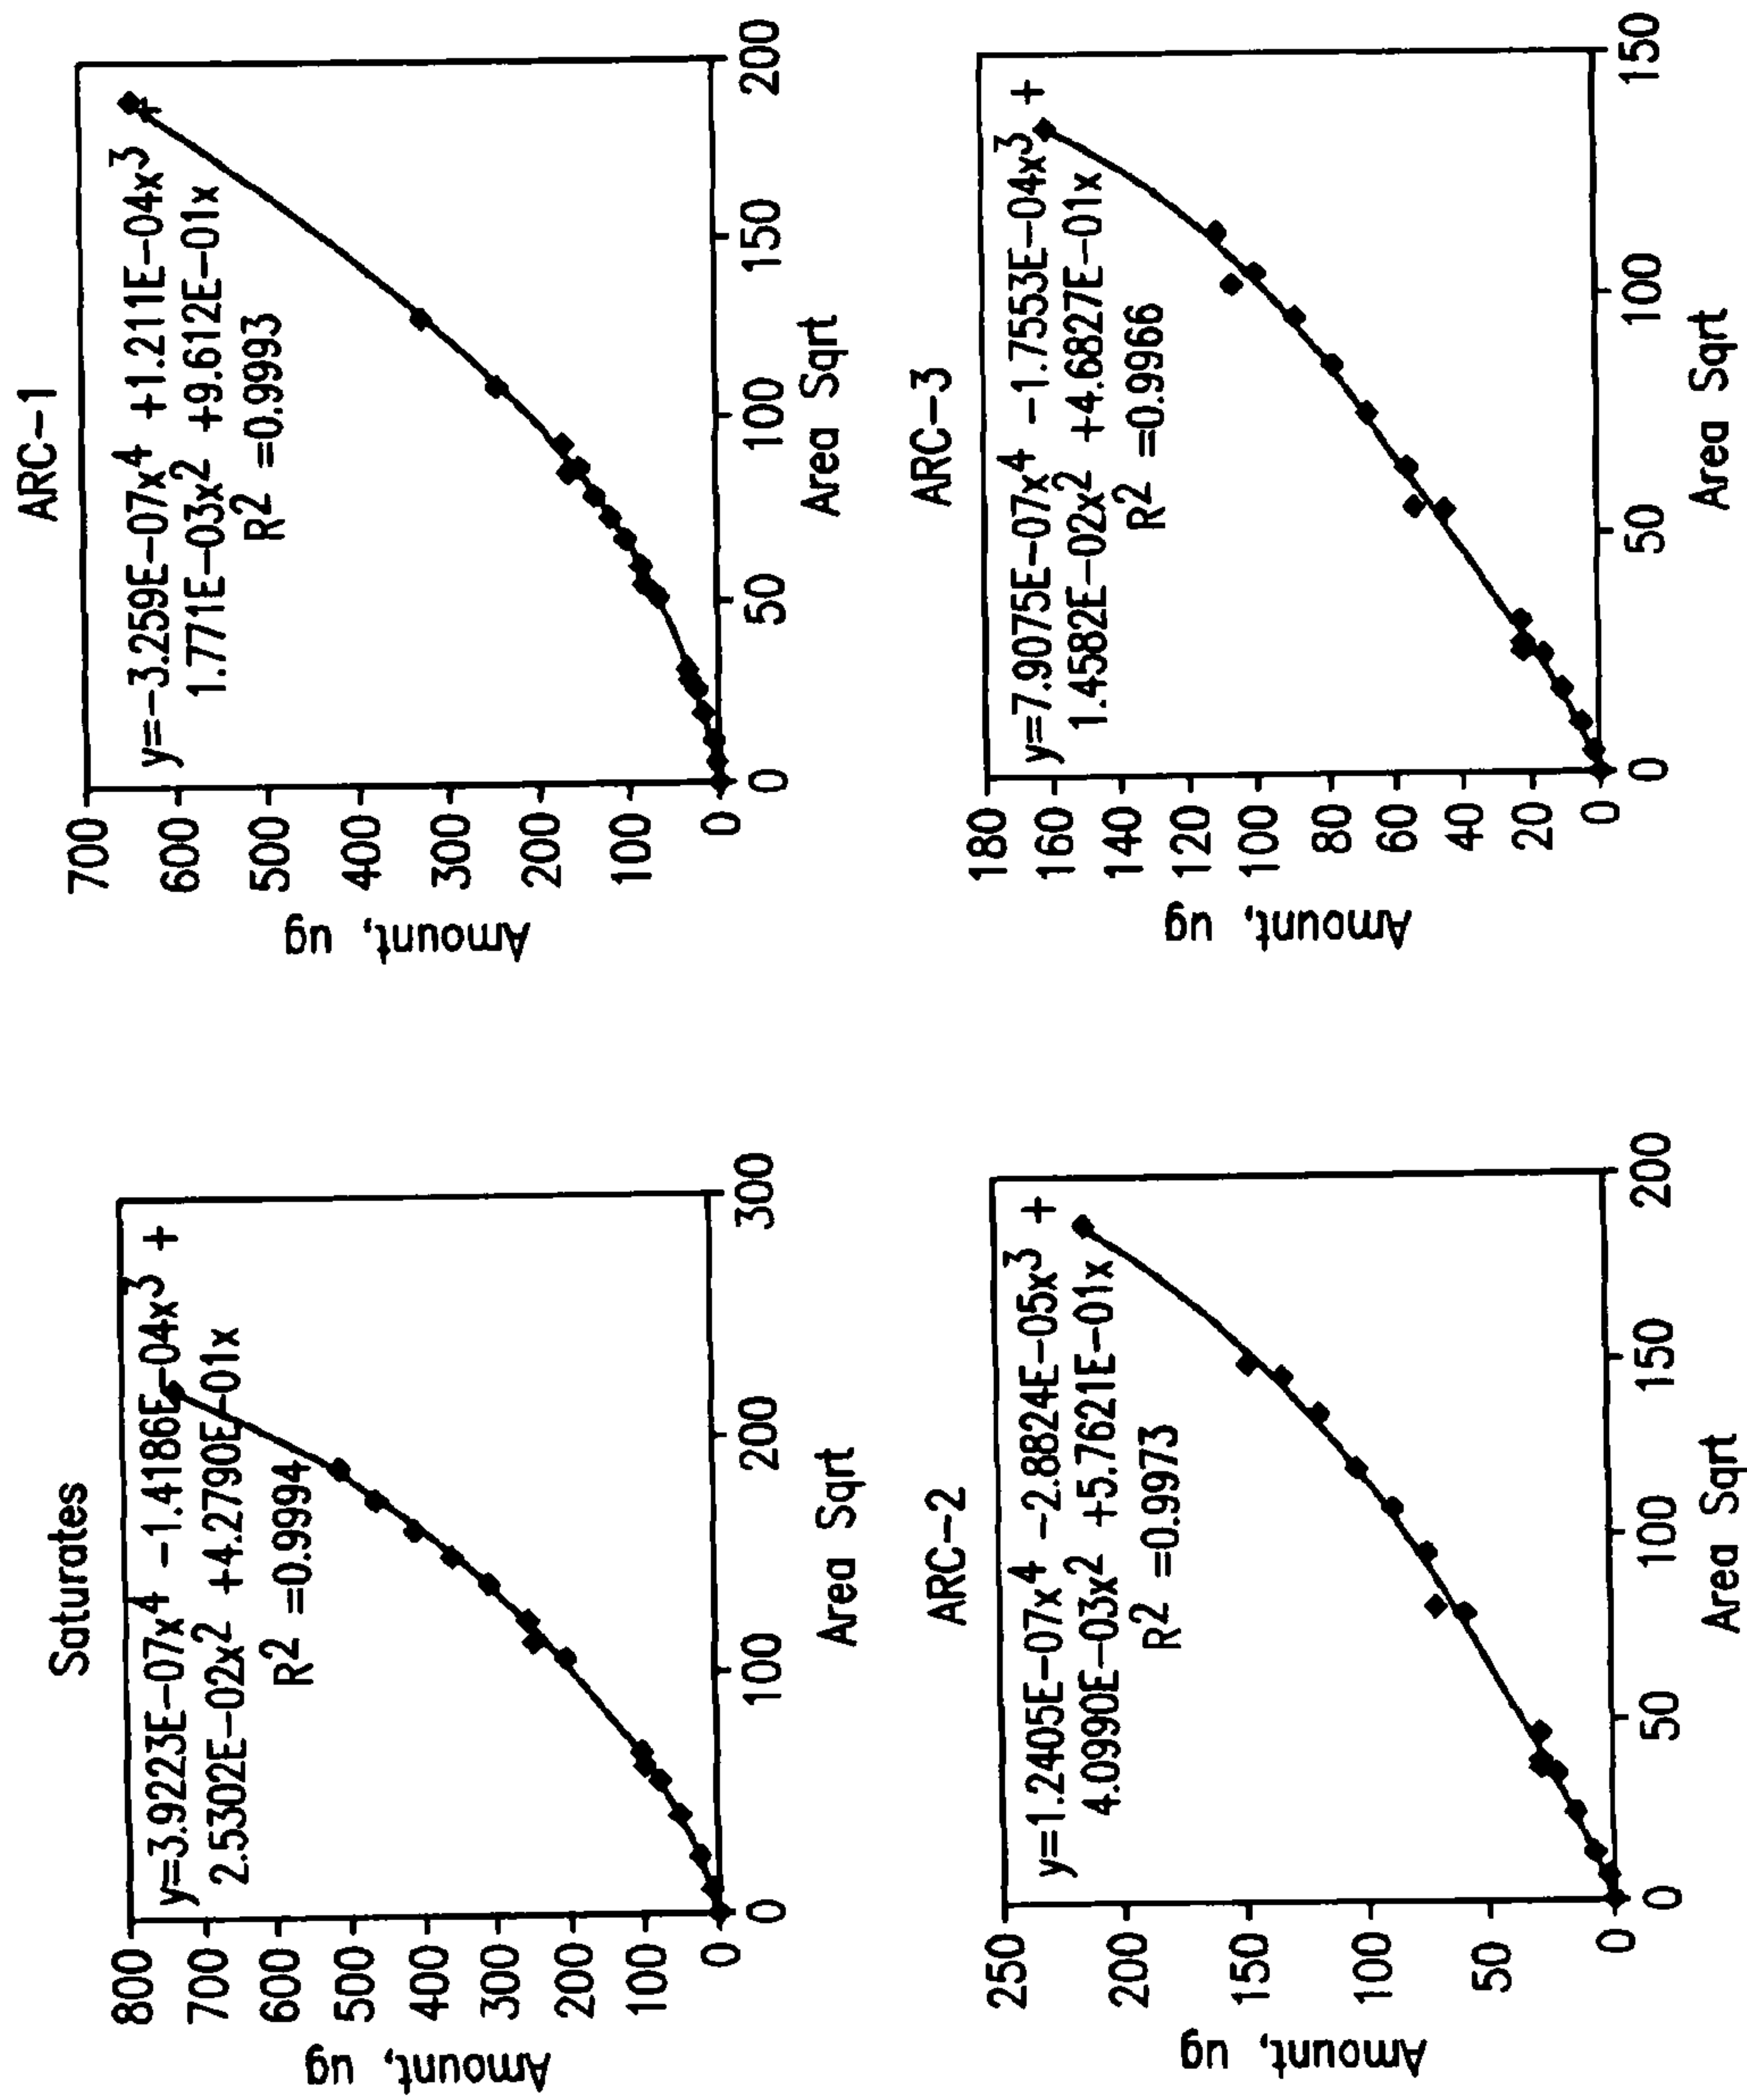 Saturates
y=3.9223E-07x4 -1.4186E-04x3 +
2.5302E-02x2 +4.2790E-01x
R2 =0.9994
800
700
600
500
400
300
200
100
0
Amount, ug
0 100 200 300
Area Sqrt
ARC-1
y=-3.259E-07x4 +1.211E-04x3 +
1.771E-03x2 +9.612E-01x
R2 =0.9993
700
600
500
400
300
200
100
0
Amount, ug
0 50 100 150 200
Area Sqrt
ARC-2
y=1.2405E-07x4 -2.8824E-05x3 +
4.0990E-03x2 +5.7621E-01x
R2 =0.9973
250
200
150
100
50
0
Amount, ug
0 50 100 150 200
Area Sqrt
ARC-3
y=7.9075E-07x4 -1.7553E-04x3 +
1.4582E-02x2 +4.6827E-01x
R2 =0.9966
180
160
140
120
100
80
60
40
20
0
Amount, ug
0 50 100 150
Area Sqrt